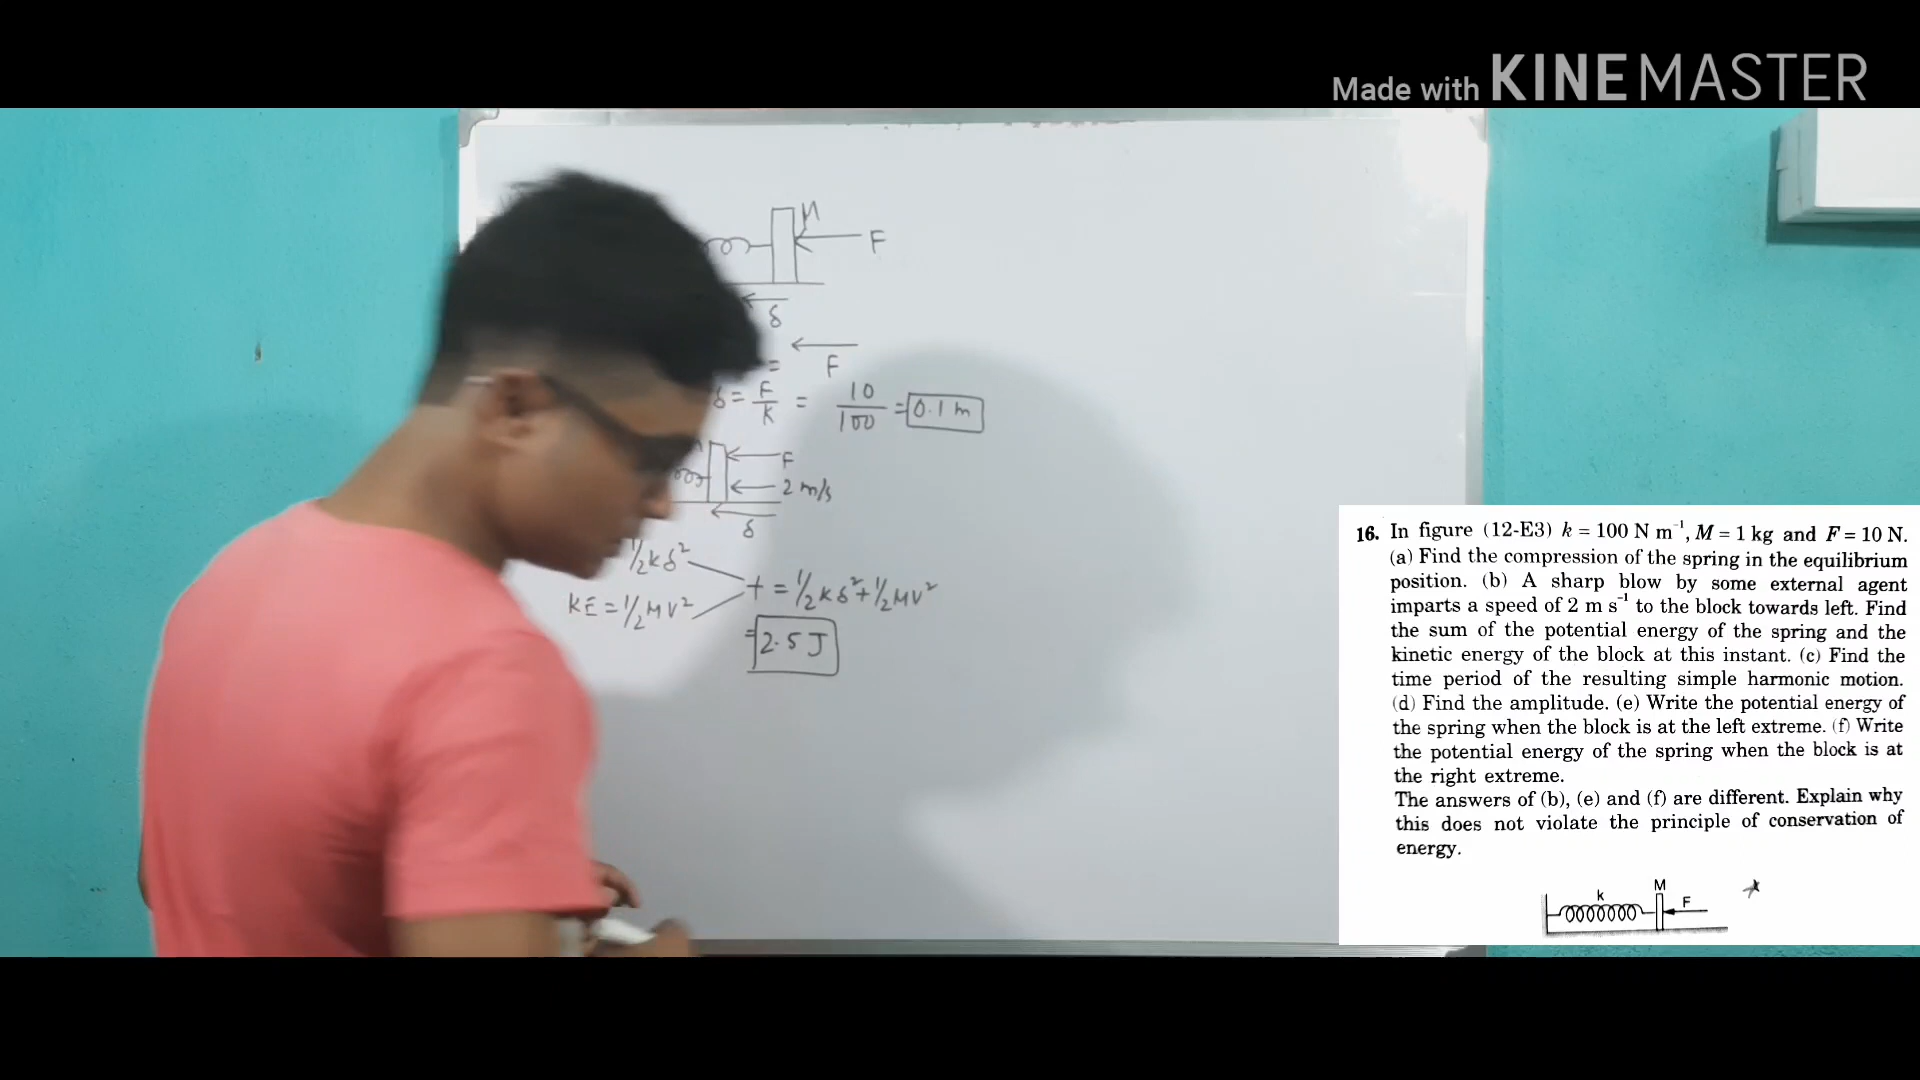 Made with KINEMASTER
M
F
δ
=
F
δ = F/K = 10/100 = 0.1 m
F
2 m/s
δ
½Kδ²
KE = ½MV²
+ = ½Kδ² + ½MV²
= 2.5 J
16. In figure (12-E3) k = 100 N m⁻¹, M = 1 kg and F = 10 N.
(a) Find the compression of the spring in the equilibrium
position. (b) A sharp blow by some external agent
imparts a speed of 2 m s⁻¹ to the block towards left. Find
the sum of the potential energy of the spring and the
kinetic energy of the block at this instant. (c) Find the
time period of the resulting simple harmonic motion.
(d) Find the amplitude. (e) Write the potential energy of
the spring when the block is at the left extreme. (f) Write
the potential energy of the spring when the block is at
the right extreme.
The answers of (b), (e) and (f) are different. Explain why
this does not violate the principle of conservation of
energy.
k
M
F